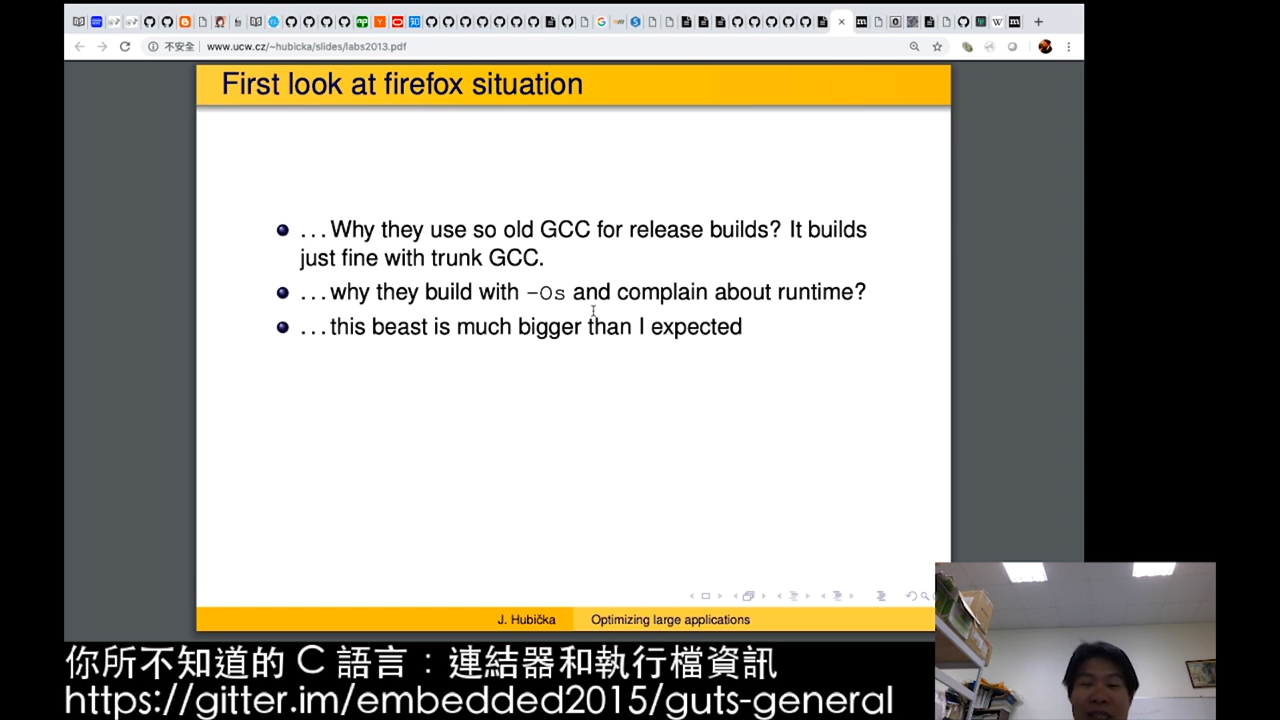 不安全 www.ucw.cz/~hubicka/slides/labs2013.pdf
First look at firefox situation
...Why they use so old GCC for release builds? It builds
just fine with trunk GCC.
...why they build with -Os and complain about runtime?
...this beast is much bigger than I expected
J. Hubička Optimizing large applications
你所不知道的 C 語言：連結器和執行檔資訊
https://gitter.im/embedded2015/guts-general